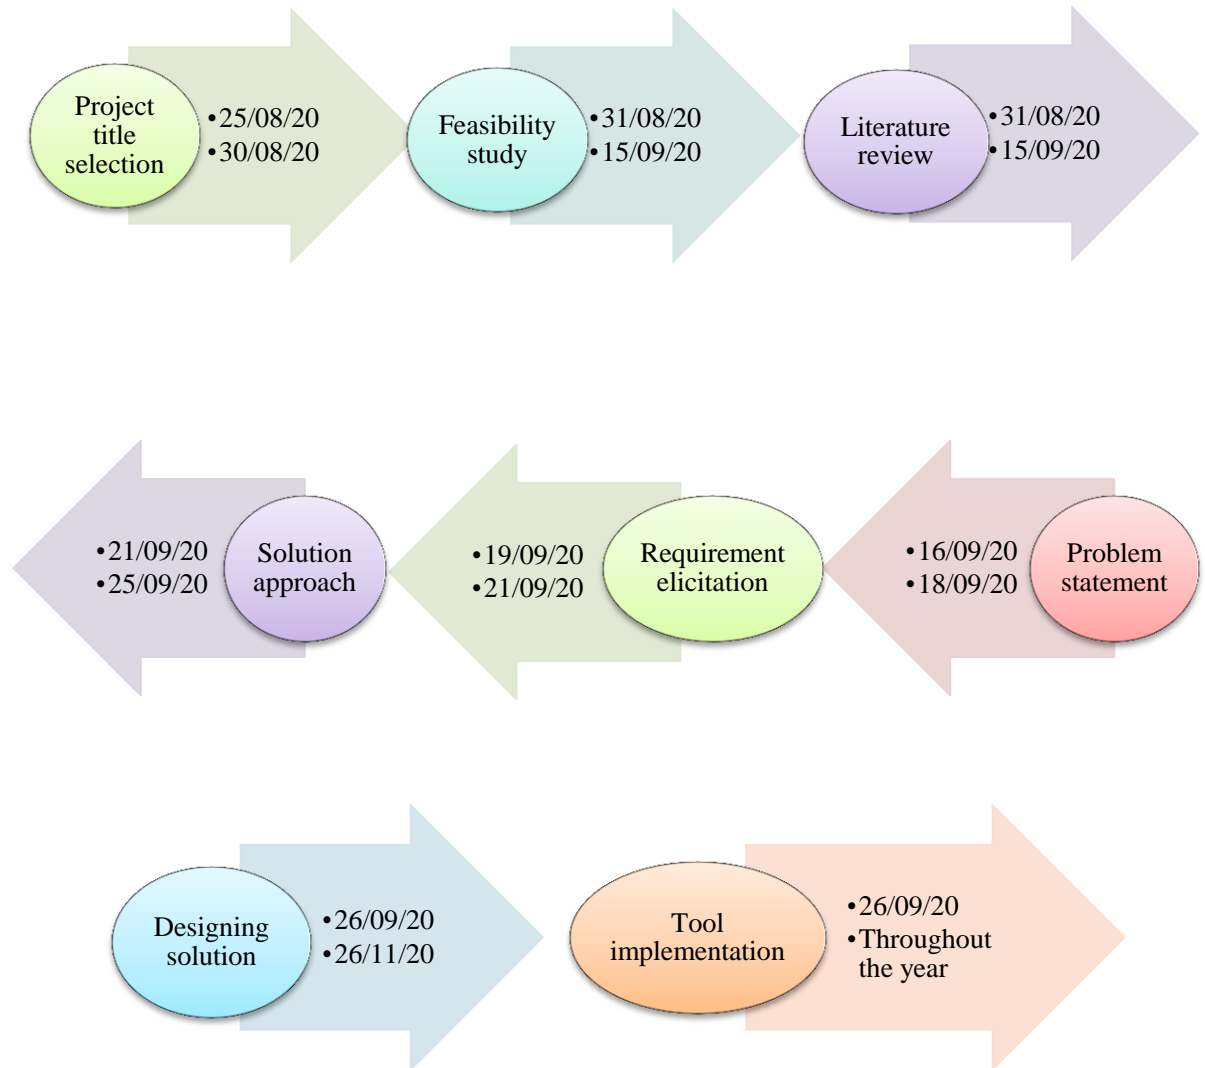 Project
title
selection
•25/08/20
•30/08/20
Feasibility
study
•31/08/20
•15/09/20
Literature
review
•31/08/20
•15/09/20
Problem
statement
•16/09/20
•18/09/20
Requirement
elicitation
•19/09/20
•21/09/20
Solution
approach
•21/09/20
•25/09/20
Designing
solution
•26/09/20
•26/11/20
Tool
implementation
•26/09/20
•Throughout
the year